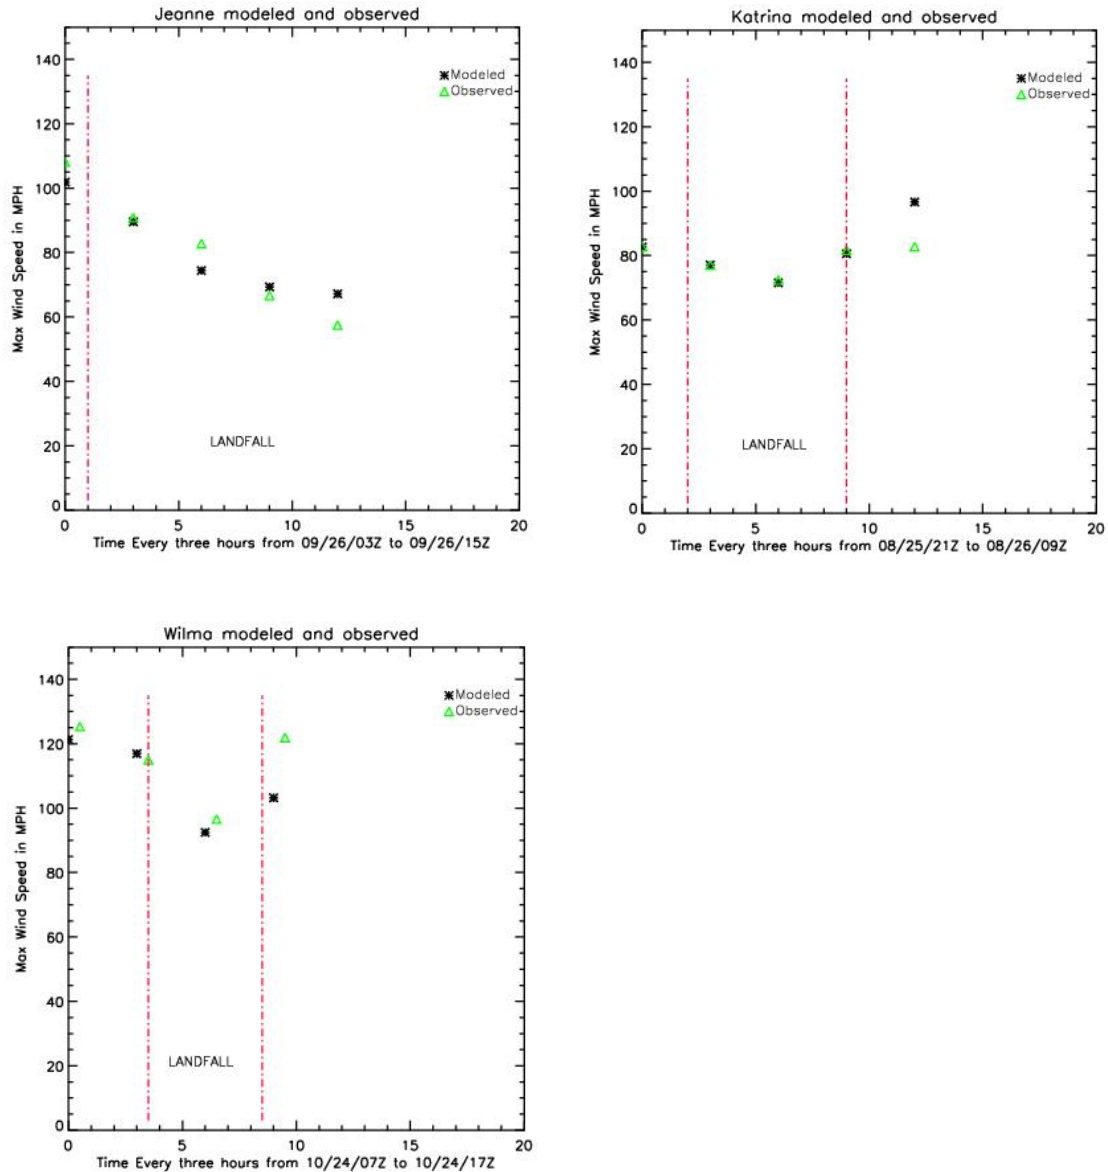 Jeanne modeled and observed
140
120
100
80
60
40
20
0
Max Wind Speed in MPH
Modeled
Observed
LANDFALL
0 5 10 15 20
Time Every three hours from 09/26/03Z to 09/26/15Z
Katrina modeled and observed
140
120
100
80
60
40
20
0
Max Wind Speed in MPH
Modeled
Observed
LANDFALL
0 5 10 15 20
Time Every three hours from 08/25/21Z to 08/26/09Z
Wilma modeled and observed
140
120
100
80
60
40
20
0
Max Wind Speed in MPH
Modeled
Observed
LANDFALL
0 5 10 15 20
Time Every three hours from 10/24/07Z to 10/24/17Z